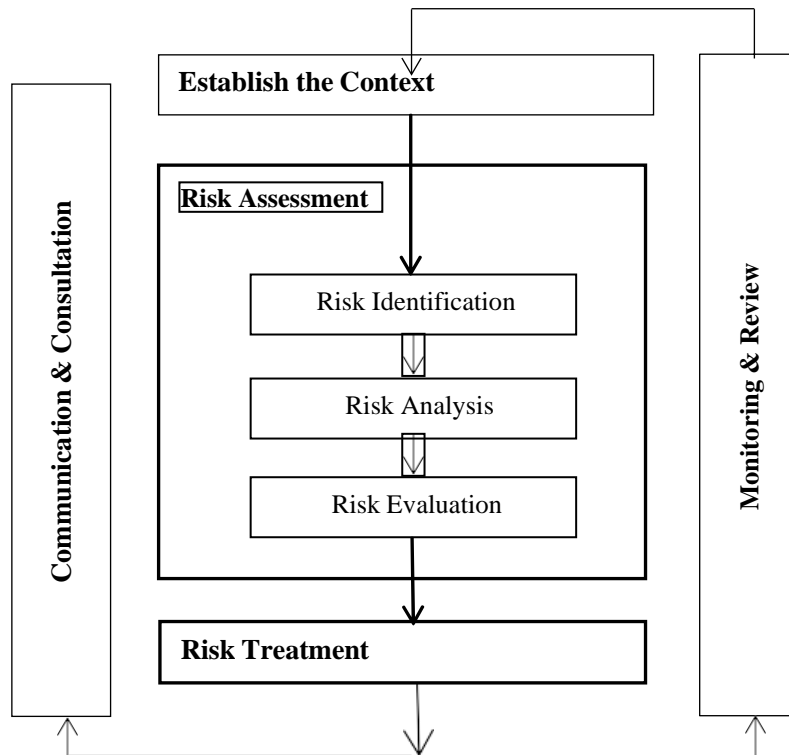 Establish the Context
Risk Assessment
Risk Identification
Risk Analysis
Risk Evaluation
Risk Treatment
Communication & Consultation
Monitoring & Review